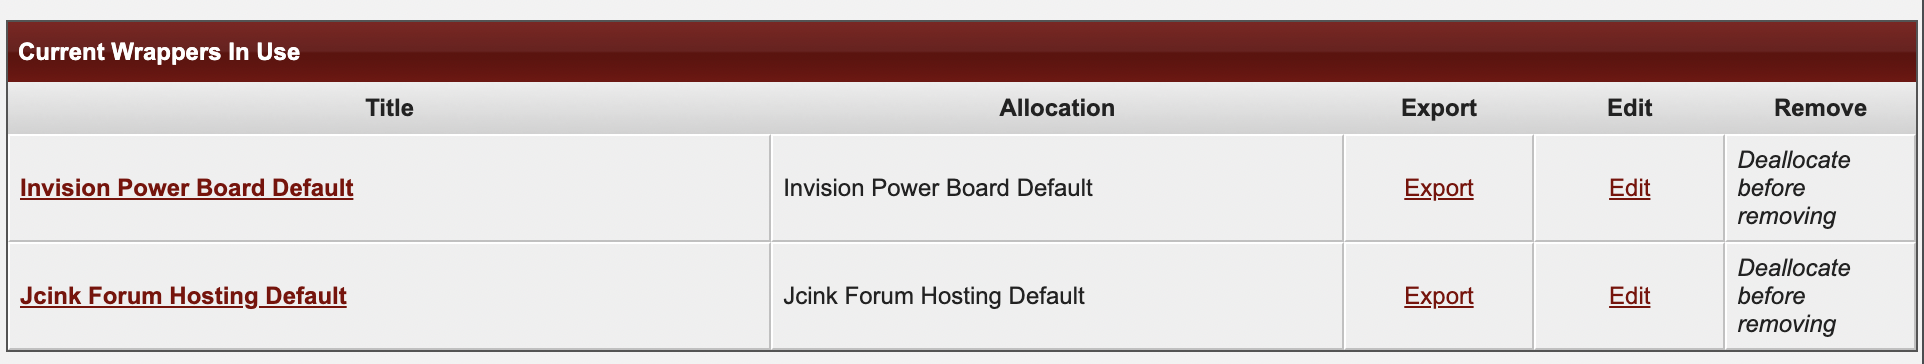 Current Wrappers In Use
Title Allocation Export Edit Remove
Invision Power Board Default Invision Power Board Default Export Edit Deallocate
before
removing
Jcink Forum Hosting Default Jcink Forum Hosting Default Export Edit Deallocate
before
removing